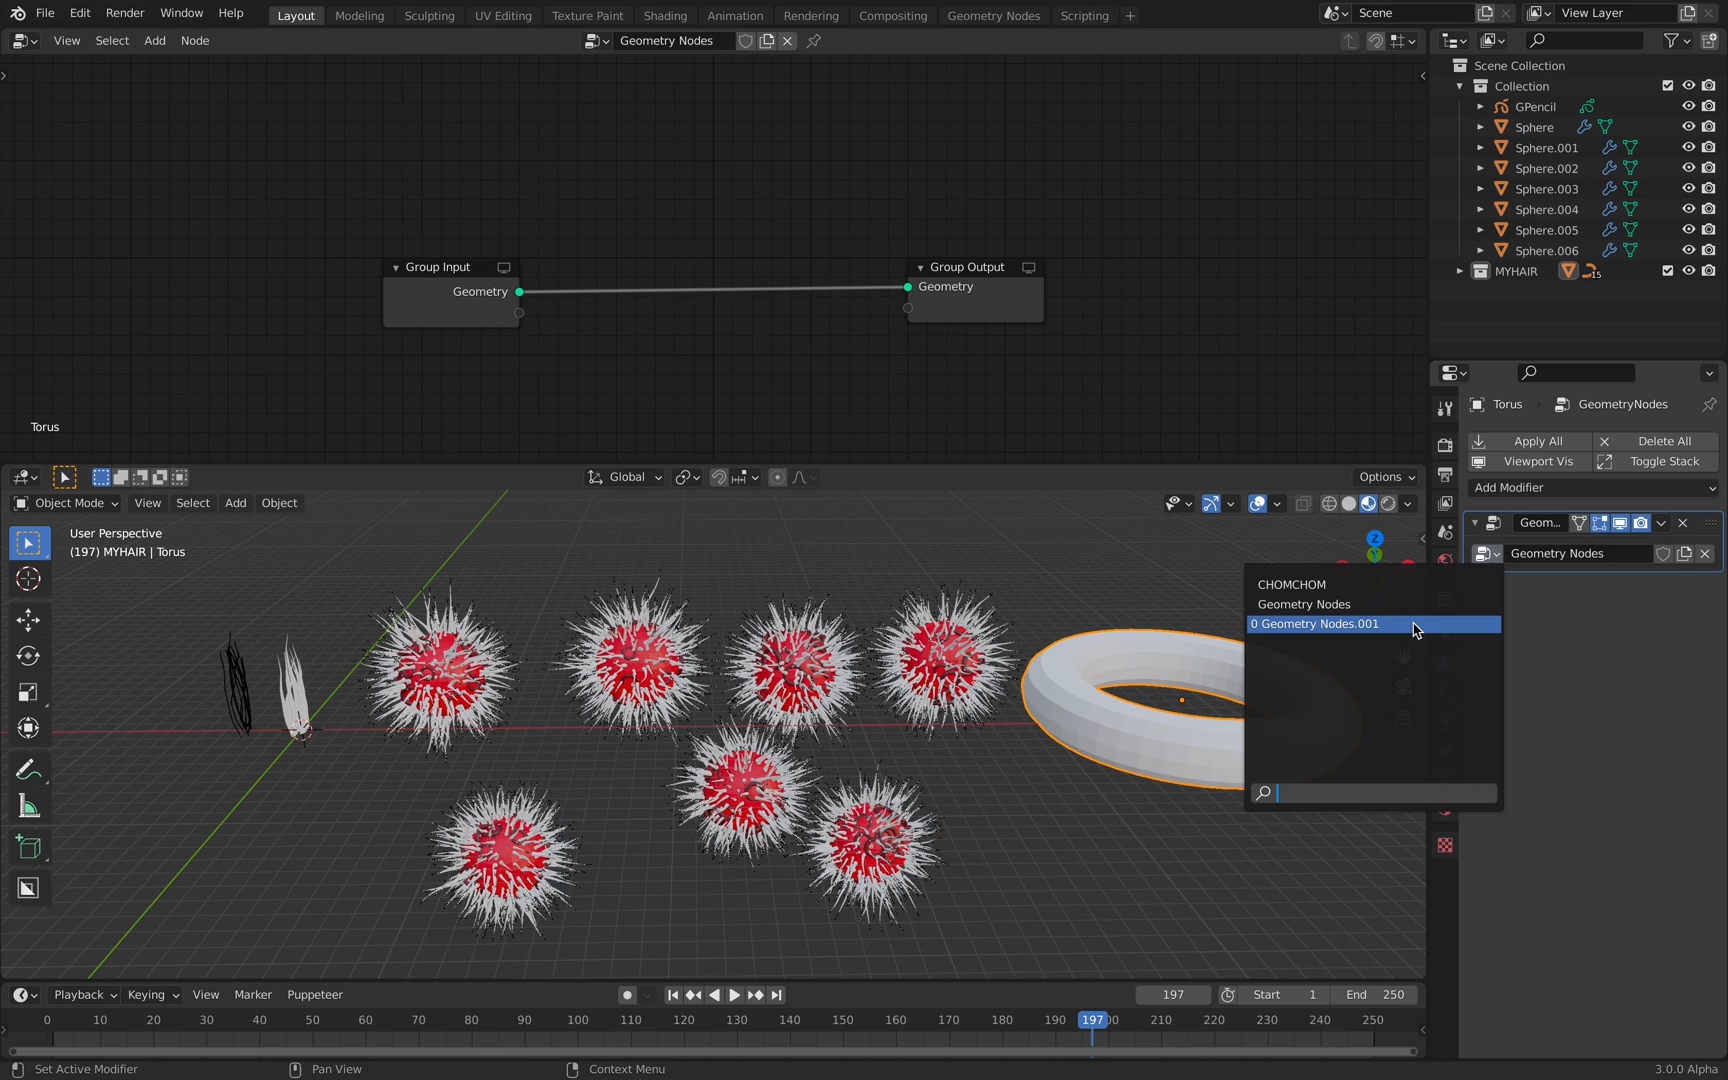 File Edit Render Window Help Layout Modeling Sculpting UV Editing Texture Paint Shading Animation Rendering Compositing Geometry Nodes Scripting + Scene View Layer
View Select Add Node Geometry Nodes
Scene Collection
Collection
GPencil
Sphere
Sphere.001
Sphere.002
Sphere.003
Sphere.004
Sphere.005
Sphere.006
MYHAIR 15
Group Input
Geometry
Group Output
Geometry
Torus
Torus GeometryNodes
Apply All Delete All
Viewport Vis Toggle Stack
Add Modifier
Geom...
Geometry Nodes
Global Options
Object Mode View Select Add Object
User Perspective
(197) MYHAIR | Torus
Z
Y
CHOMCHOM
Geometry Nodes
0 Geometry Nodes.001
Playback Keying View Marker Puppeteer 197 Start 1 End 250
0 10 20 30 40 50 60 70 80 90 100 110 120 130 140 150 160 170 180 190 197 210 220 230 240 250
Set Active Modifier Pan View Context Menu 3.0.0 Alpha